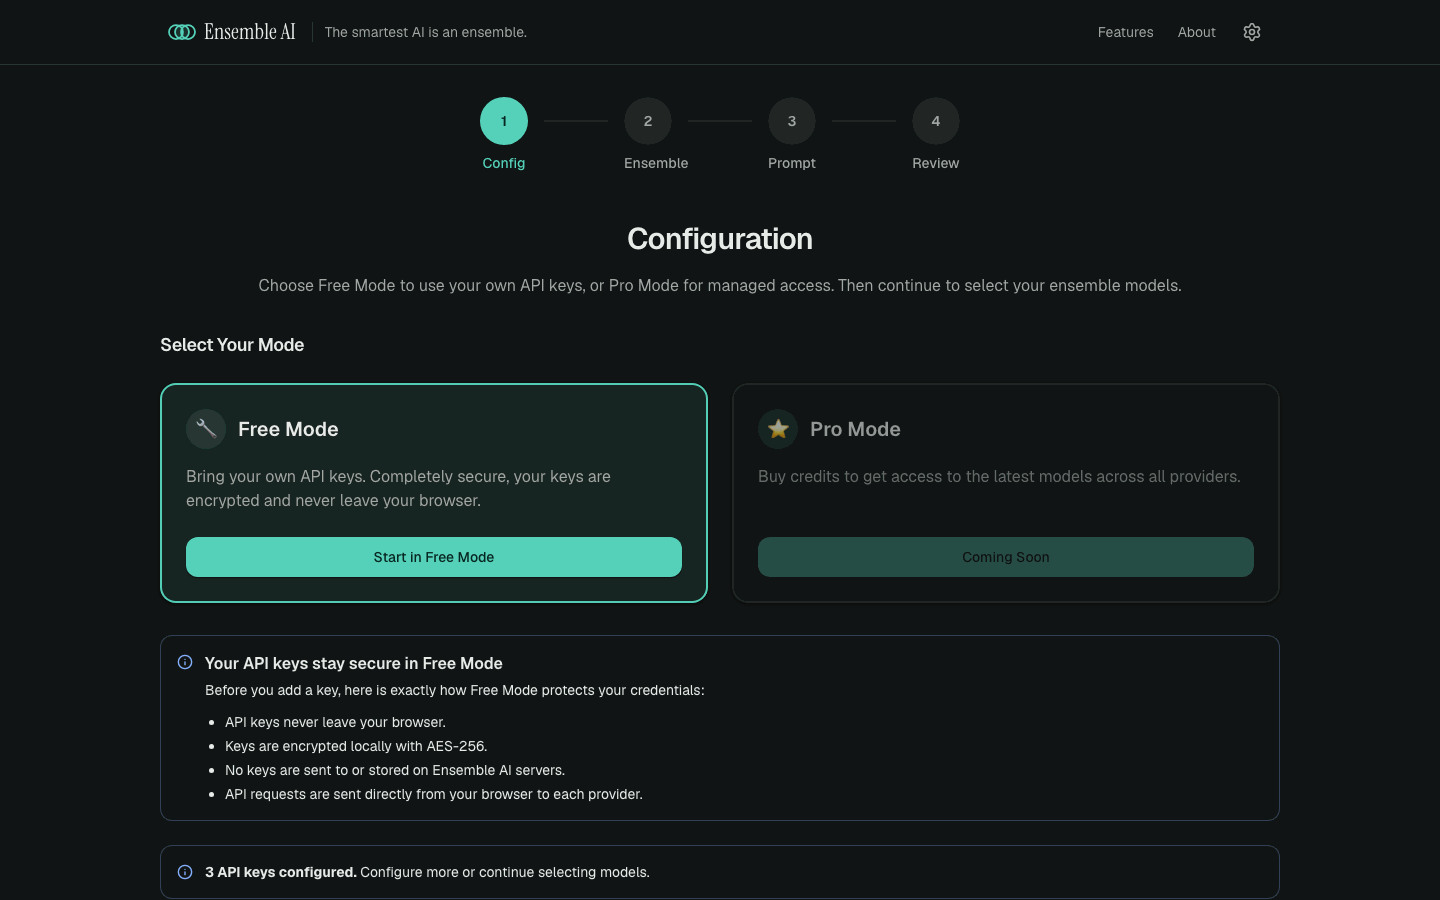 Ensemble AI
The smartest AI is an ensemble.
Features
About
1
2
3
4
Config
Ensemble
Prompt
Review
Configuration
Choose Free Mode to use your own API keys, or Pro Mode for managed access. Then continue to select your ensemble models.
Select Your Mode
Free Mode
Bring your own API keys. Completely secure, your keys are
encrypted and never leave your browser.
Start in Free Mode
Pro Mode
Buy credits to get access to the latest models across all providers.
Coming Soon
Your API keys stay secure in Free Mode
Before you add a key, here is exactly how Free Mode protects your credentials:
• API keys never leave your browser.
• Keys are encrypted locally with AES-256.
• No keys are sent to or stored on Ensemble AI servers.
• API requests are sent directly from your browser to each provider.
3 API keys configured. Configure more or continue selecting models.